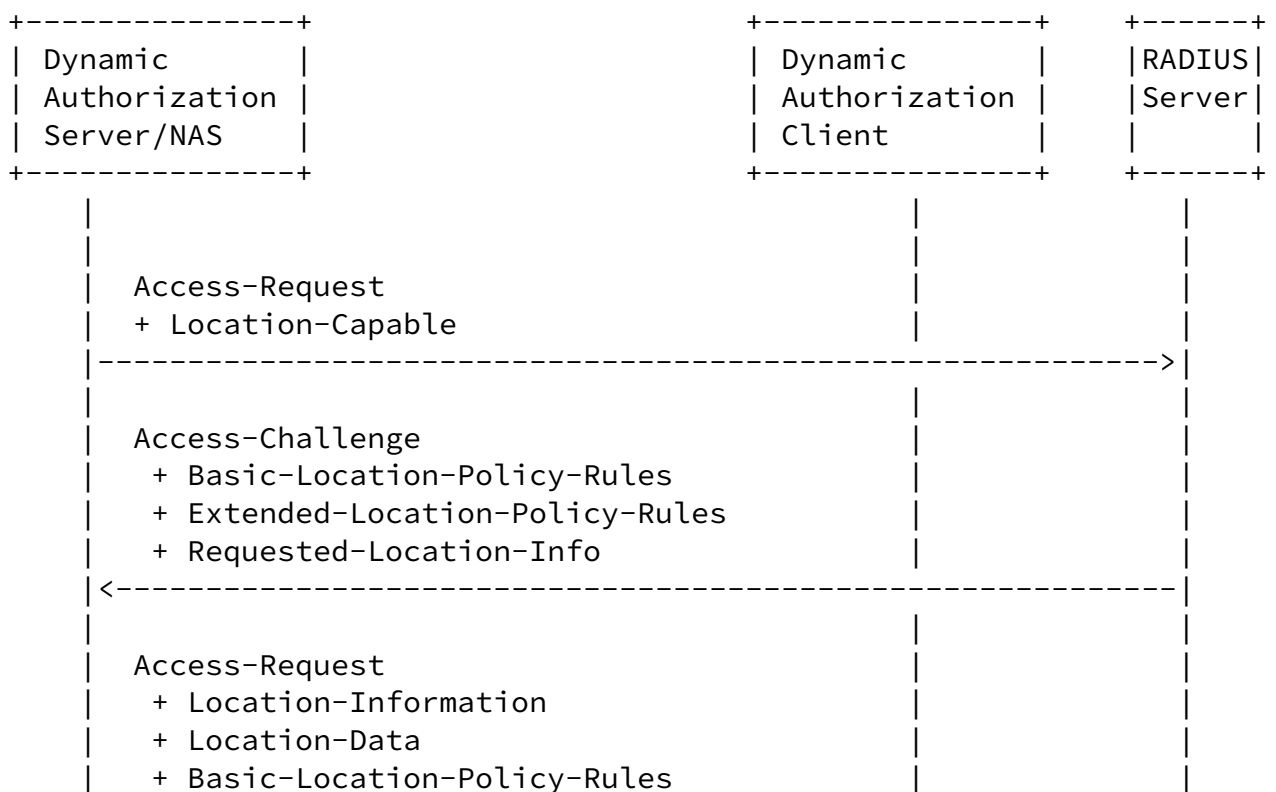 +---------------+                        +---------------+    +------+
| Dynamic       |                        | Dynamic       |    |RADIUS|
| Authorization |                        | Authorization |    |Server|
| Server/NAS    |                        | Client        |    |      |
+---------------+                        +---------------+    +------+
    |                                             |              |
    |                                             |              |
    |  Access-Request                             |              |
    |  + Location-Capable                         |              |
    |----------------------------------------------------------->|
    |                                             |              |
    |  Access-Challenge                           |              |
    |   + Basic-Location-Policy-Rules             |              |
    |   + Extended-Location-Policy-Rules          |              |
    |   + Requested-Location-Info                 |              |
    |<-----------------------------------------------------------|
    |                                             |              |
    |  Access-Request                             |              |
    |   + Location-Information                    |              |
    |   + Location-Data                           |              |
    |   + Basic-Location-Policy-Rules             |              |